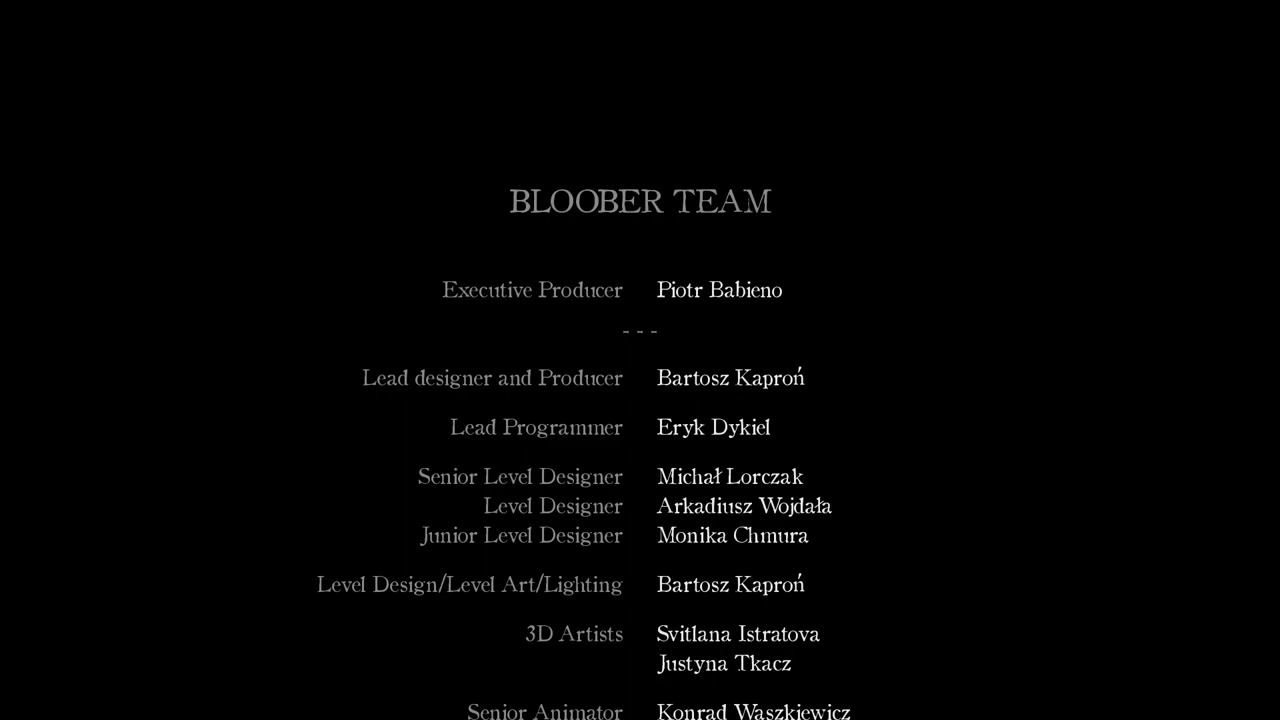 BLOOBER TEAM
Executive Producer Piotr Babieno
- - -
Lead designer and Producer Bartosz Kaproń
Lead Programmer Eryk Dykiel
Senior Level Designer Michał Lorczak
Level Designer Arkadiusz Wojdała
Junior Level Designer Monika Chmura
Level Design/Level Art/Lighting Bartosz Kaproń
3D Artists Svitlana Istratova
Justyna Tkacz
Senior Animator Konrad Waszkiewicz